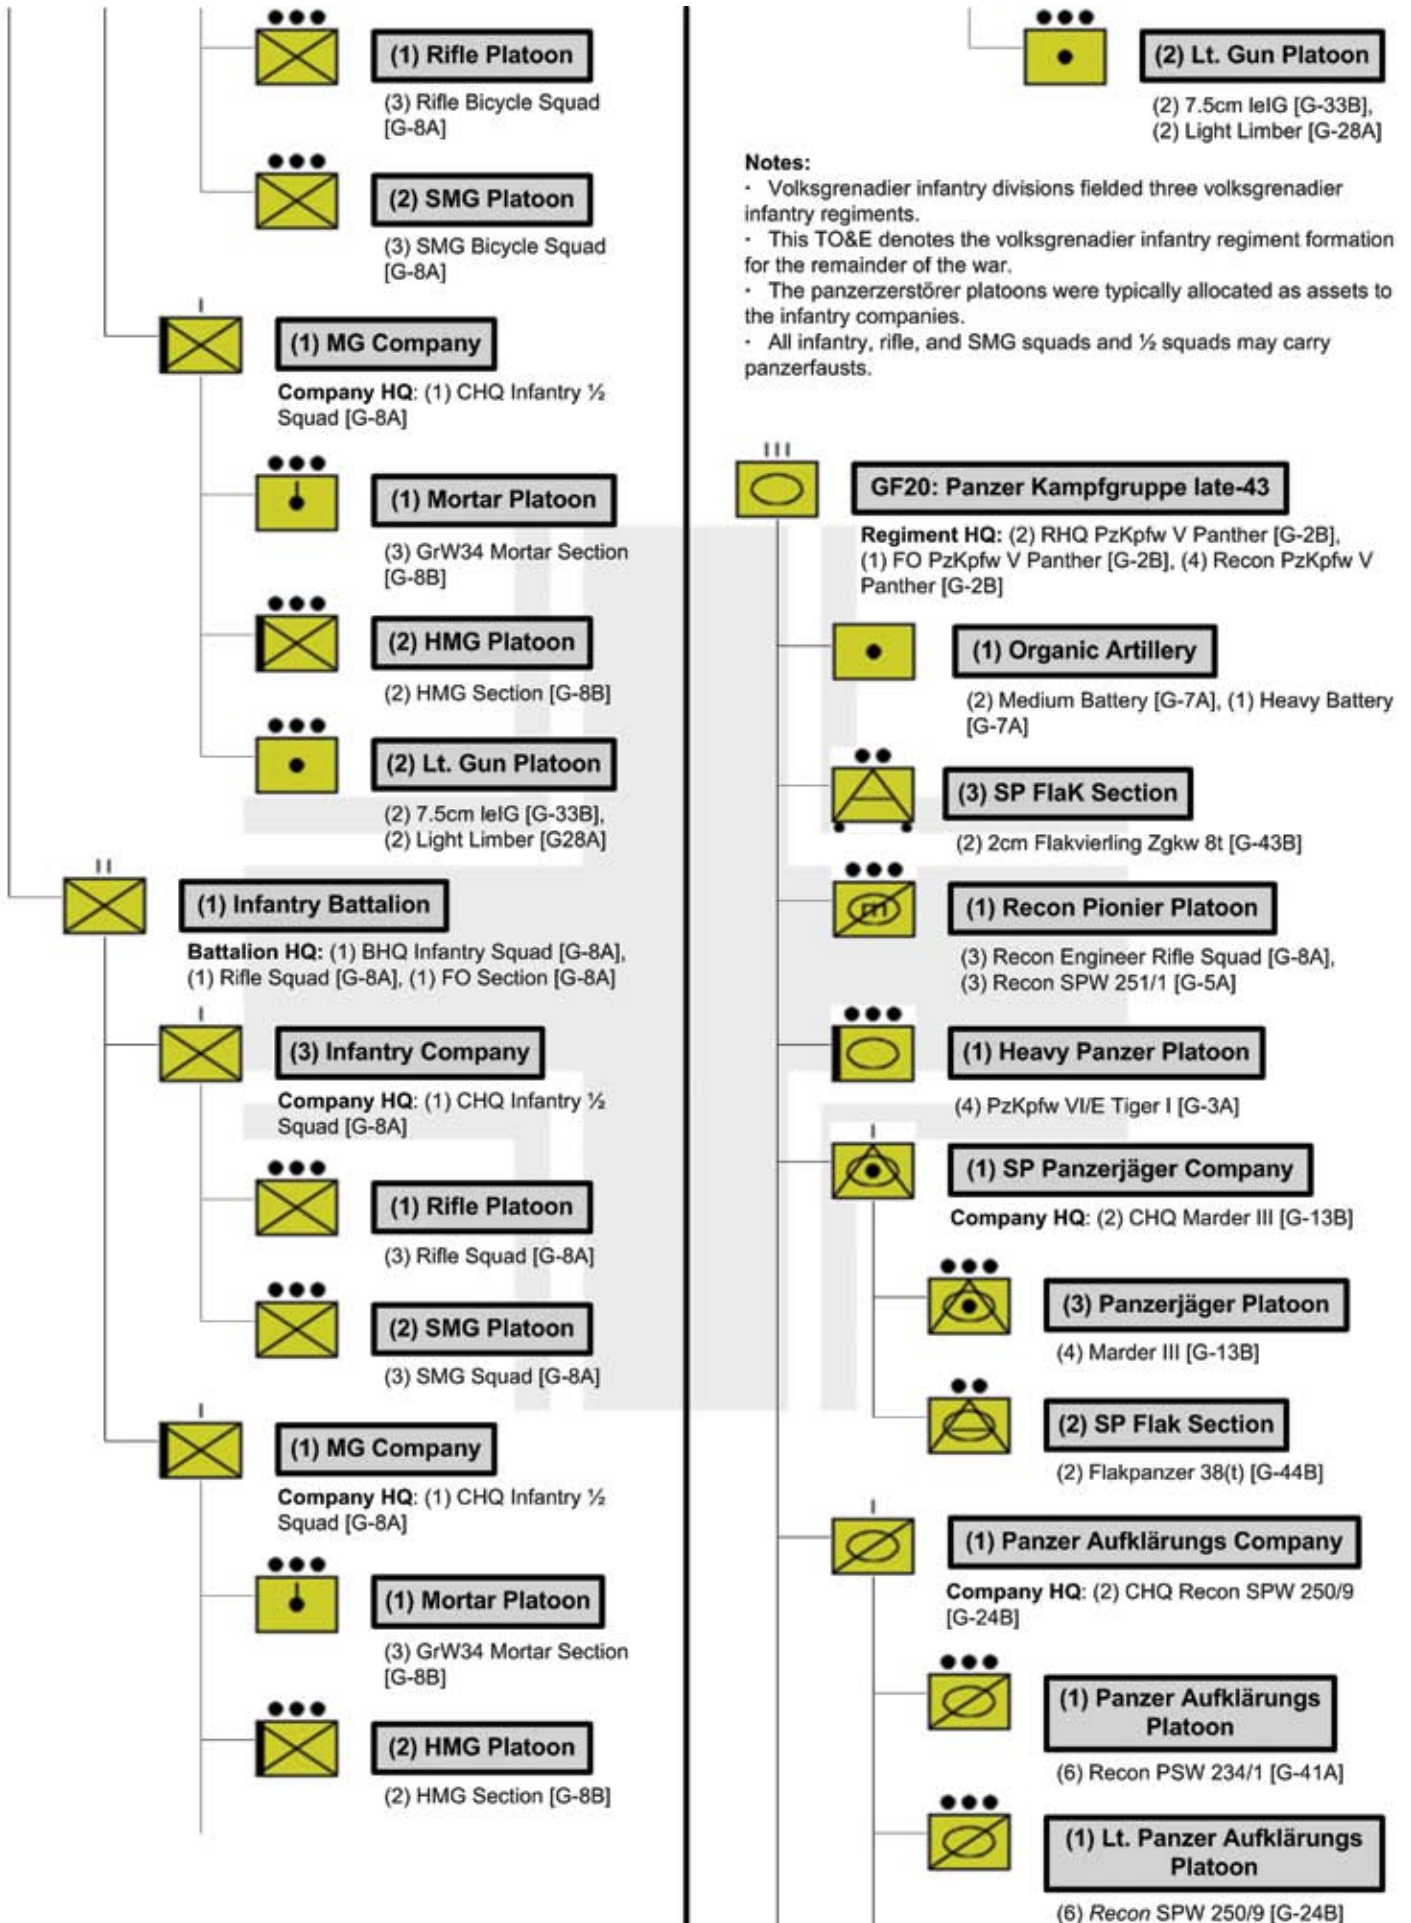 (1) Rifle Platoon
(3) Rifle Bicycle Squad
[G-8A]
(2) SMG Platoon
(3) SMG Bicycle Squad
[G-8A]
(1) MG Company
Company HQ: (1) CHQ Infantry ½
Squad [G-8A]
(1) Mortar Platoon
(3) GrW34 Mortar Section
[G-8B]
(2) HMG Platoon
(2) HMG Section [G-8B]
(2) Lt. Gun Platoon
(2) 7.5cm leIG [G-33B],
(2) Light Limber [G28A]
(1) Infantry Battalion
Battalion HQ: (1) BHQ Infantry Squad [G-8A],
(1) Rifle Squad [G-8A], (1) FO Section [G-8A]
(3) Infantry Company
Company HQ: (1) CHQ Infantry ½
Squad [G-8A]
(1) Rifle Platoon
(3) Rifle Squad [G-8A]
(2) SMG Platoon
(3) SMG Squad [G-8A]
(1) MG Company
Company HQ: (1) CHQ Infantry ½
Squad [G-8A]
(1) Mortar Platoon
(3) GrW34 Mortar Section
[G-8B]
(2) HMG Platoon
(2) HMG Section [G-8B]
(2) Lt. Gun Platoon
(2) 7.5cm leIG [G-33B],
(2) Light Limber [G-28A]
Notes:
· Volksgrenadier infantry divisions fielded three volksgrenadier
infantry regiments.
· This TO&E denotes the volksgrenadier infantry regiment formation
for the remainder of the war.
· The panzerzerstörer platoons were typically allocated as assets to
the infantry companies.
· All infantry, rifle, and SMG squads and ½ squads may carry
panzerfausts.
GF20: Panzer Kampfgruppe late-43
Regiment HQ: (2) RHQ PzKpfw V Panther [G-2B],
(1) FO PzKpfw V Panther [G-2B], (4) Recon PzKpfw V
Panther [G-2B]
(1) Organic Artillery
(2) Medium Battery [G-7A], (1) Heavy Battery
[G-7A]
(3) SP FlaK Section
(2) 2cm Flakvierling Zgkw 8t [G-43B]
(1) Recon Pionier Platoon
(3) Recon Engineer Rifle Squad [G-8A],
(3) Recon SPW 251/1 [G-5A]
(1) Heavy Panzer Platoon
(4) PzKpfw VI/E Tiger I [G-3A]
(1) SP Panzerjäger Company
Company HQ: (2) CHQ Marder III [G-13B]
(3) Panzerjäger Platoon
(4) Marder III [G-13B]
(2) SP Flak Section
(2) Flakpanzer 38(t) [G-44B]
(1) Panzer Aufklärungs Company
Company HQ: (2) CHQ Recon SPW 250/9
[G-24B]
(1) Panzer Aufklärungs
Platoon
(6) Recon PSW 234/1 [G-41A]
(1) Lt. Panzer Aufklärungs
Platoon
(6) Recon SPW 250/9 [G-24B]